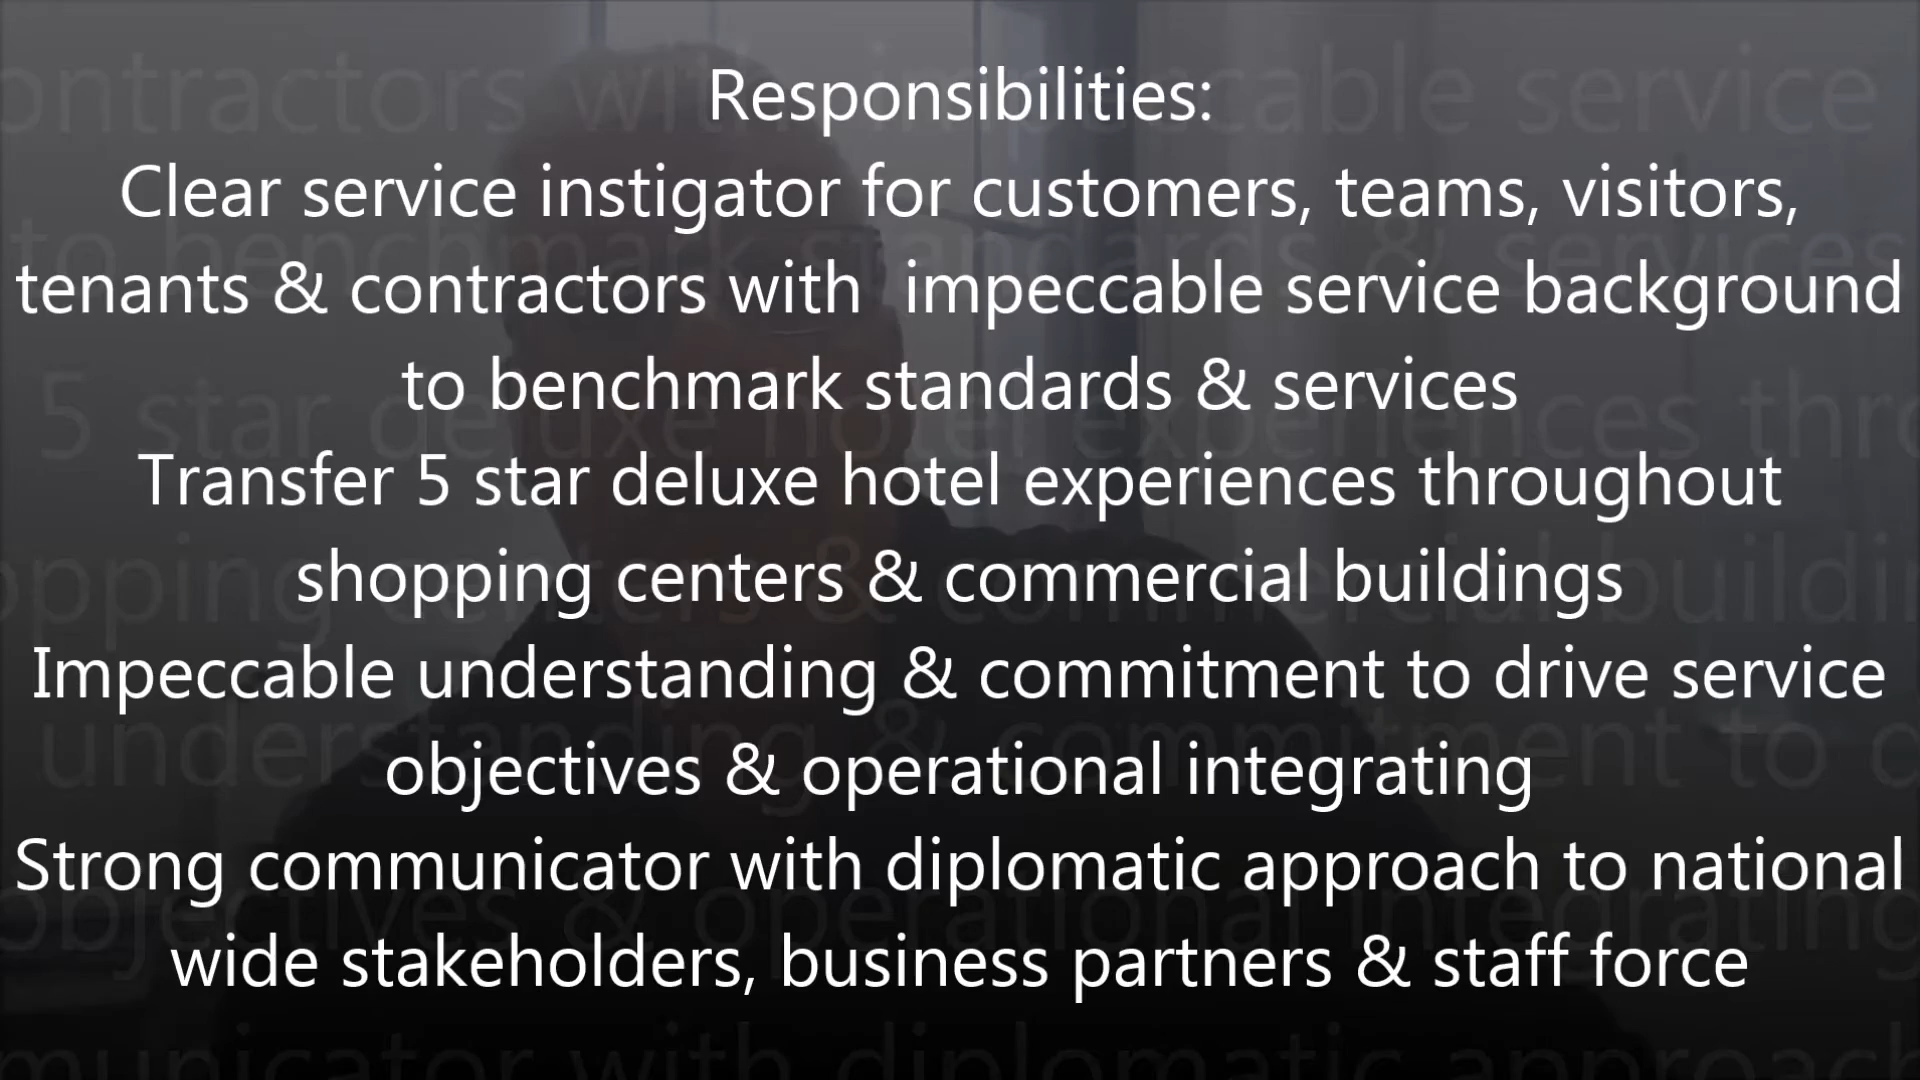 Responsibilities:
Clear service instigator for customers, teams, visitors,
tenants & contractors with  impeccable service background
to benchmark standards & services
Transfer 5 star deluxe hotel experiences throughout
shopping centers & commercial buildings
Impeccable understanding & commitment to drive service
objectives & operational integrating
Strong communicator with diplomatic approach to national
wide stakeholders, business partners & staff force